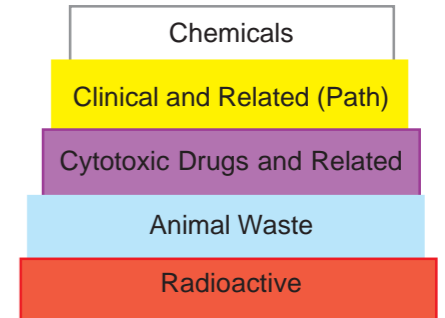 Chemicals
Clinical and Related (Path)
Cytotoxic Drugs and Related
Animal Waste
Radioactive